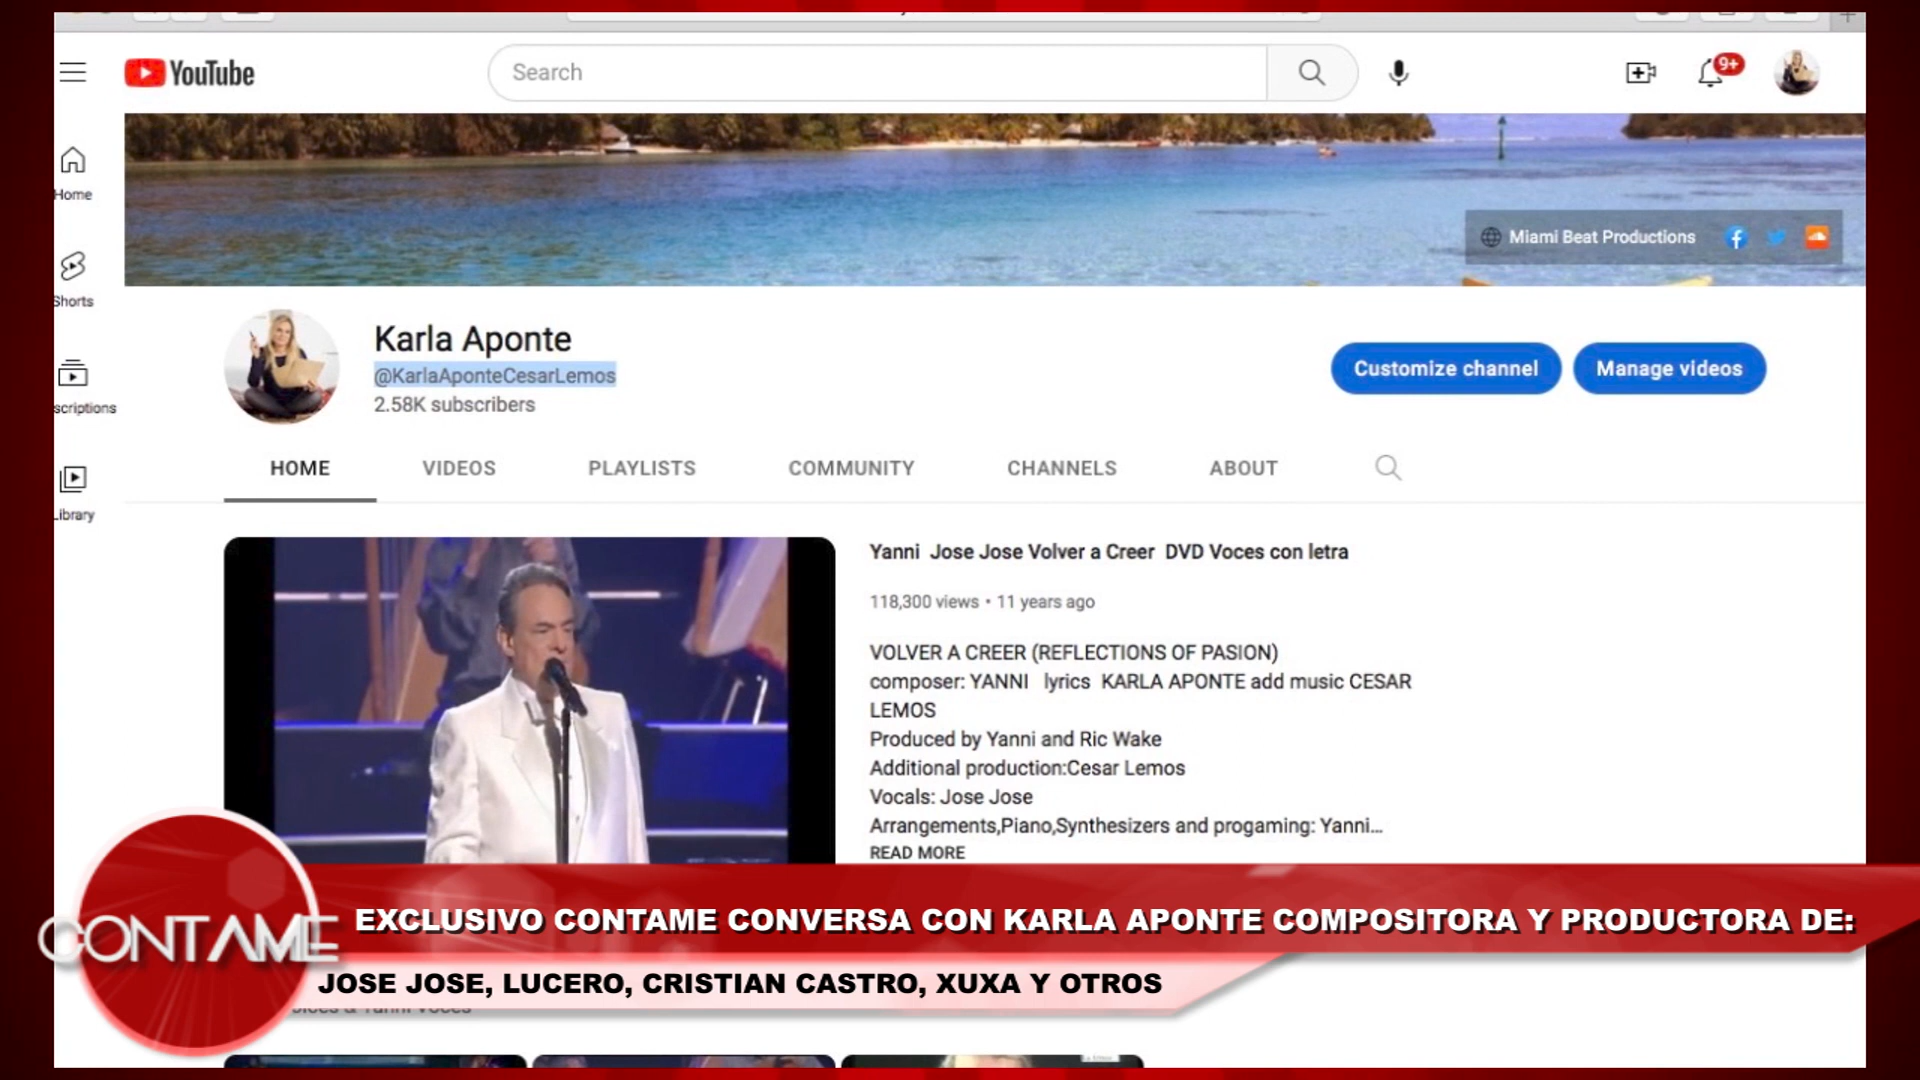 YouTube
Search
9+
Home
Shorts
scriptions
Library
Miami Beat Productions
Karla Aponte
@KarlaAponteCesarLemos
2.58K subscribers
Customize channel
Manage videos
HOME VIDEOS PLAYLISTS COMMUNITY CHANNELS ABOUT
Yanni Jose Jose Volver a Creer DVD Voces con letra
118,300 views • 11 years ago
VOLVER A CREER (REFLECTIONS OF PASION)
composer: YANNI lyrics KARLA APONTE add music CESAR
LEMOS
Produced by Yanni and Ric Wake
Additional production:Cesar Lemos
Vocals: Jose Jose
Arrangements,Piano,Synthesizers and progaming: Yanni...
READ MORE
CONTAME
EXCLUSIVO CONTAME CONVERSA CON KARLA APONTE COMPOSITORA Y PRODUCTORA DE:
JOSE JOSE, LUCERO, CRISTIAN CASTRO, XUXA Y OTROS
& Yanni Voces